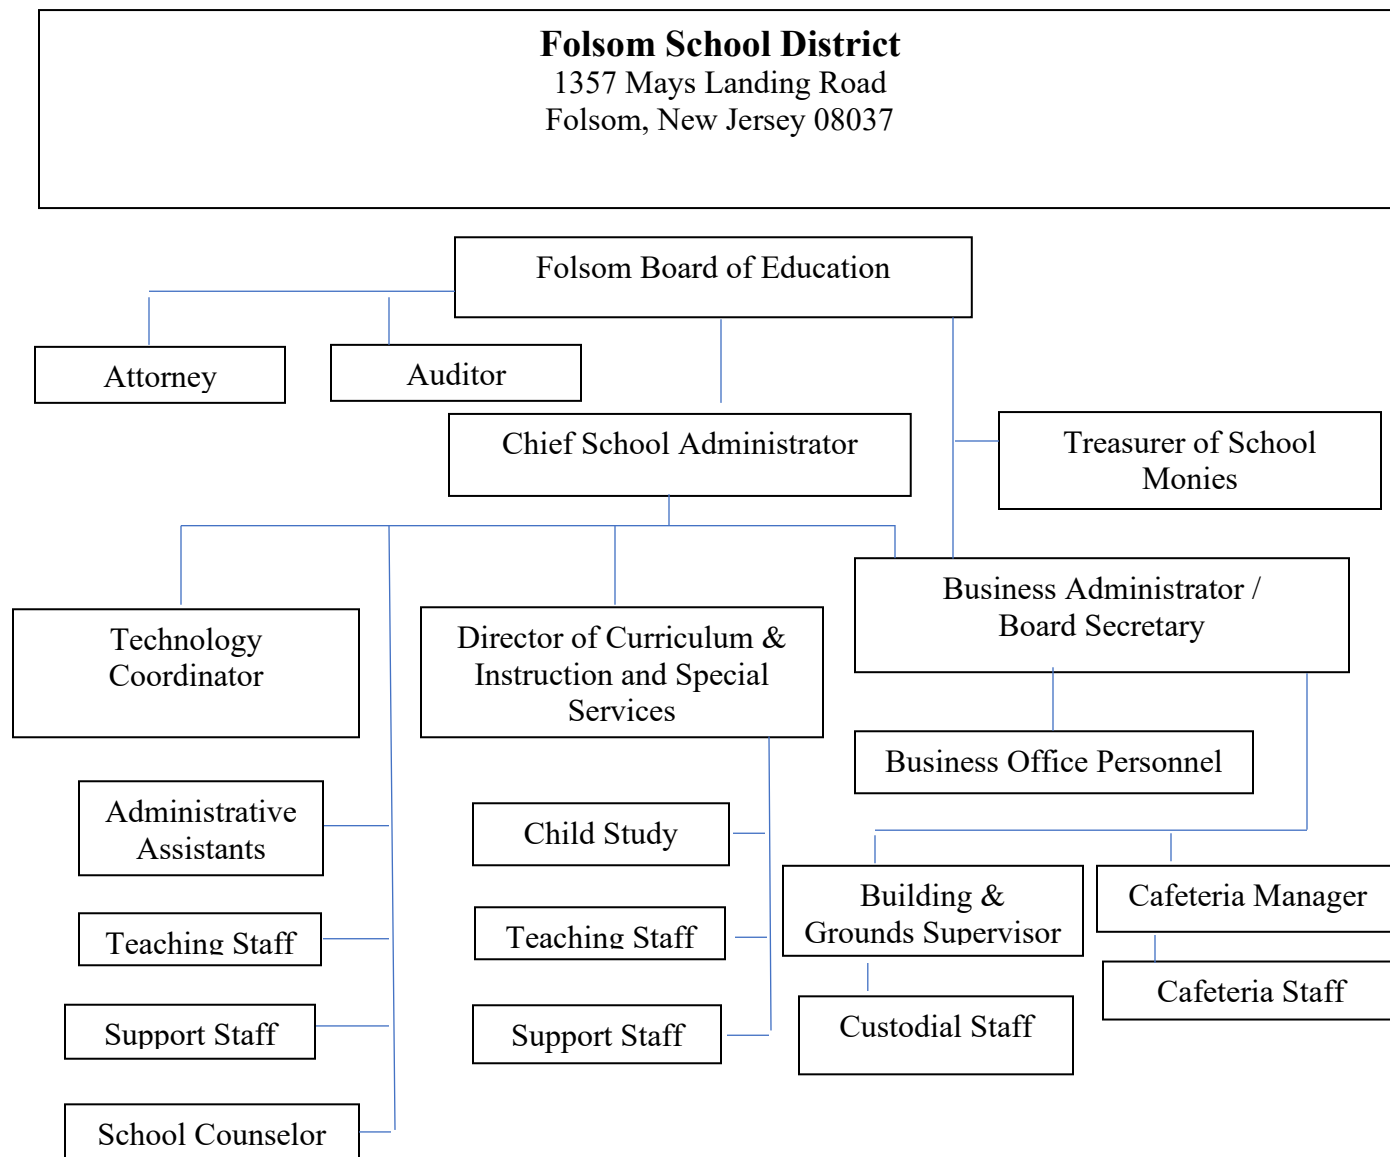 Folsom School District
1357 Mays Landing Road
Folsom, New Jersey 08037
Folsom Board of Education
Attorney
Auditor
Chief School Administrator
Treasurer of School
Monies
Technology
Coordinator
Director of Curriculum &
Instruction and Special
Services
Business Administrator /
Board Secretary
Business Office Personnel
Administrative
Assistants
Teaching Staff
Support Staff
School Counselor
Child Study
Teaching Staff
Support Staff
Building &
Grounds Supervisor
Custodial Staff
Cafeteria Manager
Cafeteria Staff